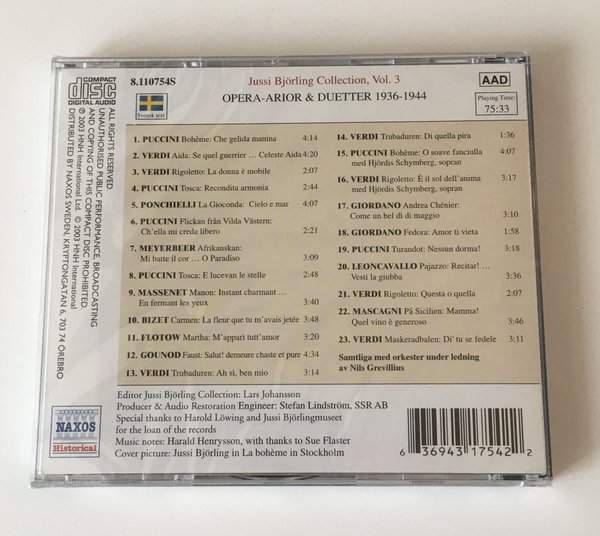 COMPACT
disc
DIGITAL AUDIO
ALL RIGHTS RESERVED.
UNAUTHORISED PUBLIC PERFORMANCE, BROADCASTING
AND COPYING OF THIS COMPACT DISC PROHIBITED.
℗ 2003 HNH International Ltd. © 2003 HNH International
DISTRIBUTED BY NAXOS SWEDEN, KRYPTONGATAN 6, 703 74 ÖREBRO
8.110754S
Svensk text
Jussi Björling Collection, Vol. 3
OPERA-ARIOR & DUETTER 1936-1944
AAD
Playing Time:
75:33
1. PUCCINI Bohème: Che gelida manina 4:14
2. VERDI Aida: Se quel guerrier … Celeste Aida 4:20
3. VERDI Rigoletto: La donna è mobile 2:07
4. PUCCINI Tosca: Recondita armonia 2:44
5. PONCHIELLI La Gioconda: Cielo e mar 4:07
6. PUCCINI Flickan från Vilda Västern:
Ch'ella mi creda libero 2:21
7. MEYERBEER Afrikanskan:
Mi batte il cor … O Paradiso 3:09
8. PUCCINI Tosca: E lucevan le stelle 2:48
9. MASSENET Manon: Instant charmant …
En fermant les yeux 3:40
10. BIZET Carmen: La fleur que tu m'avais jetée 3:48
11. FLOTOW Martha: M'apparì tutt'amor 3:20
12. GOUNOD Faust: Salut! demeure chaste et pure 4:34
13. VERDI Trubaduren: Ah sì, ben mio 3:14
14. VERDI Trubaduren: Di quella pira 1:36
15. PUCCINI Bohème: O soave fanciulla 4:07
med Hjördis Schymberg, sopran
16. VERDI Rigoletto: È il sol dell'anima 3:17
med Hjördis Schymberg, sopran
17. GIORDANO Andrea Chénier:
Come un bel dì di maggio 3:10
18. GIORDANO Fedora: Amor ti vieta 1:58
19. PUCCINI Turandot: Nessun dorma! 3:18
20. LEONCAVALLO Pajazzo: Recitar! …
Vesti la giubba 3:36
21. VERDI Rigoletto: Questa o quella 2:07
22. MASCAGNI På Sicilien: Mamma!
Quel vino è generoso 3:46
23. VERDI Maskeradbalen: Di' tu se fedele 3:11
Samtliga med orkester under ledning
av Nils Grevillius
NAXOS
Historical
Editor Jussi Björling Collection: Lars Johansson
Producer & Audio Restoration Engineer: Stefan Lindström, SSR AB
Special thanks to Harold Löwing and Jussi Björlingmuseet
for the loan of the records
Music notes: Harald Henrysson, with thanks to Sue Flaster
Cover picture: Jussi Björling in La bohème in Stockholm
6 36943 17542 2